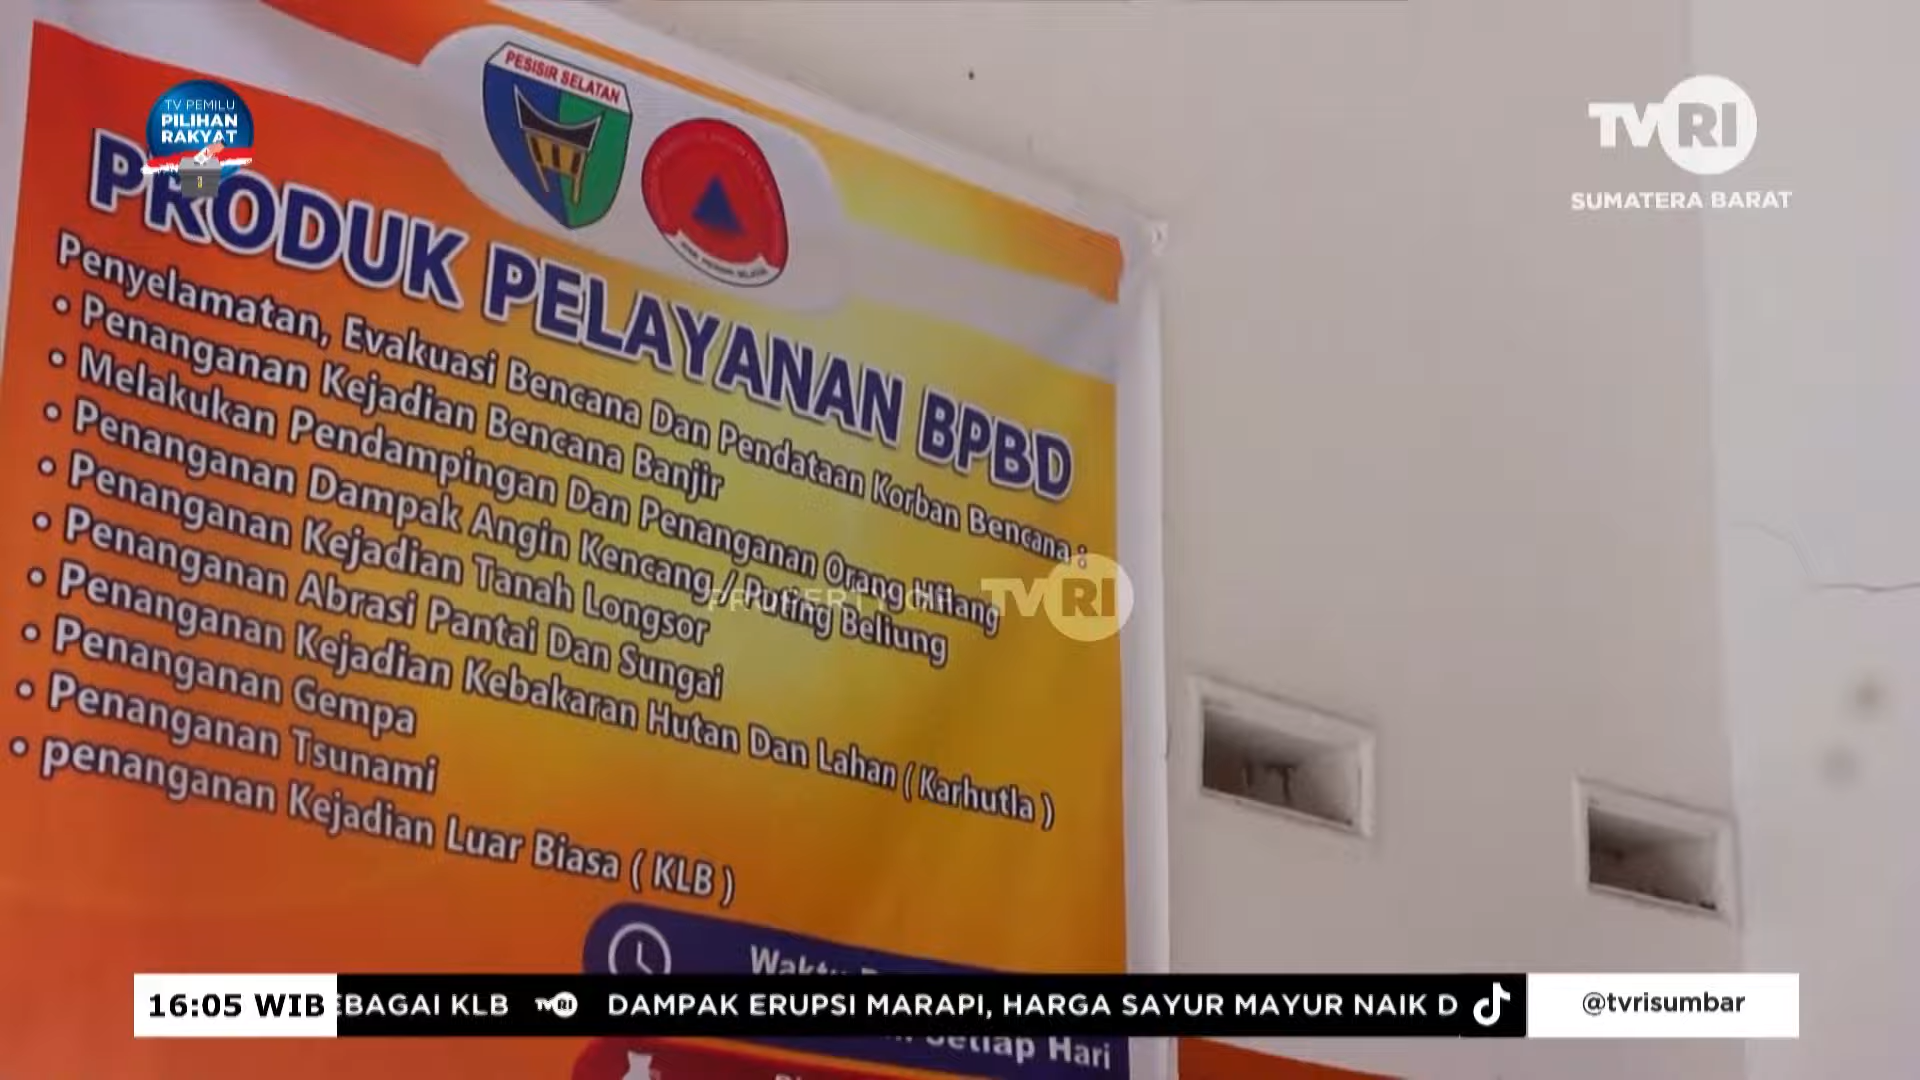 TV PEMILU
PILIHAN
RAKYAT
PESISIR SELATAN
TVRI
SUMATERA BARAT
PRODUK PELAYANAN BPBD
Penyelamatan, Evakuasi Bencana Dan Pendataan Korban Bencana :
• Penanganan Kejadian Bencana Banjir
• Melakukan Pendampingan Dan Penanganan Orang Hilang
• Penanganan Dampak Angin Kencang / Puting Beliung
• Penanganan Kejadian Tanah Longsor
• Penanganan Abrasi Pantai Dan Sungai
• Penanganan Kejadian Kebakaran Hutan Dan Lahan ( Karhutla )
• Penanganan Gempa
• Penanganan Tsunami
• penanganan Kejadian Luar Biasa ( KLB )
PROPERTY OF TVRI
Waktu
Setiap Hari
16:05 WIB
EBAGAI KLB TVRI DAMPAK ERUPSI MARAPI, HARGA SAYUR MAYUR NAIK D
@tvrisumbar